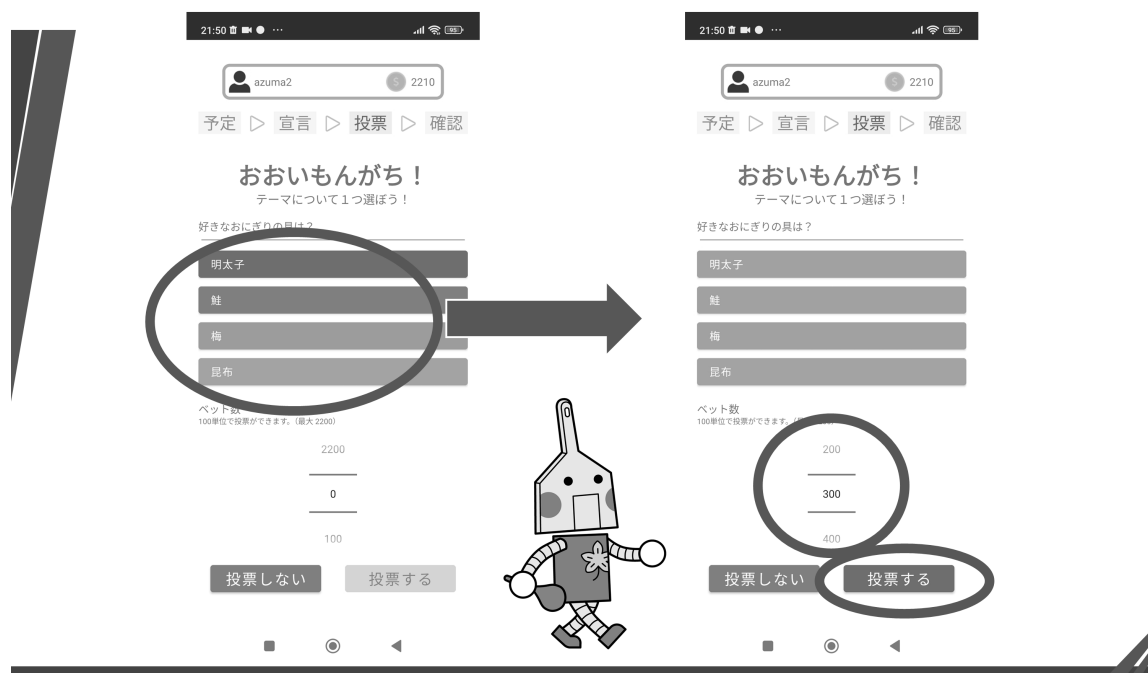 21:50 ··· 95
azuma2 S 2210
予定 ▷ 宣言 ▷ 投票 ▷ 確認
おおいもんがち！
テーマについて１つ選ぼう！
好きなおにぎりの具は？
明太子
鮭
梅
昆布
ベット数
100単位で投票ができます。（最大 2200）
2200
0
100
投票しない 投票する
21:50 ··· 95
azuma2 S 2210
予定 ▷ 宣言 ▷ 投票 ▷ 確認
おおいもんがち！
テーマについて１つ選ぼう！
好きなおにぎりの具は？
明太子
鮭
梅
昆布
ベット数
100単位で投票ができます。
200
300
400
投票しない 投票する